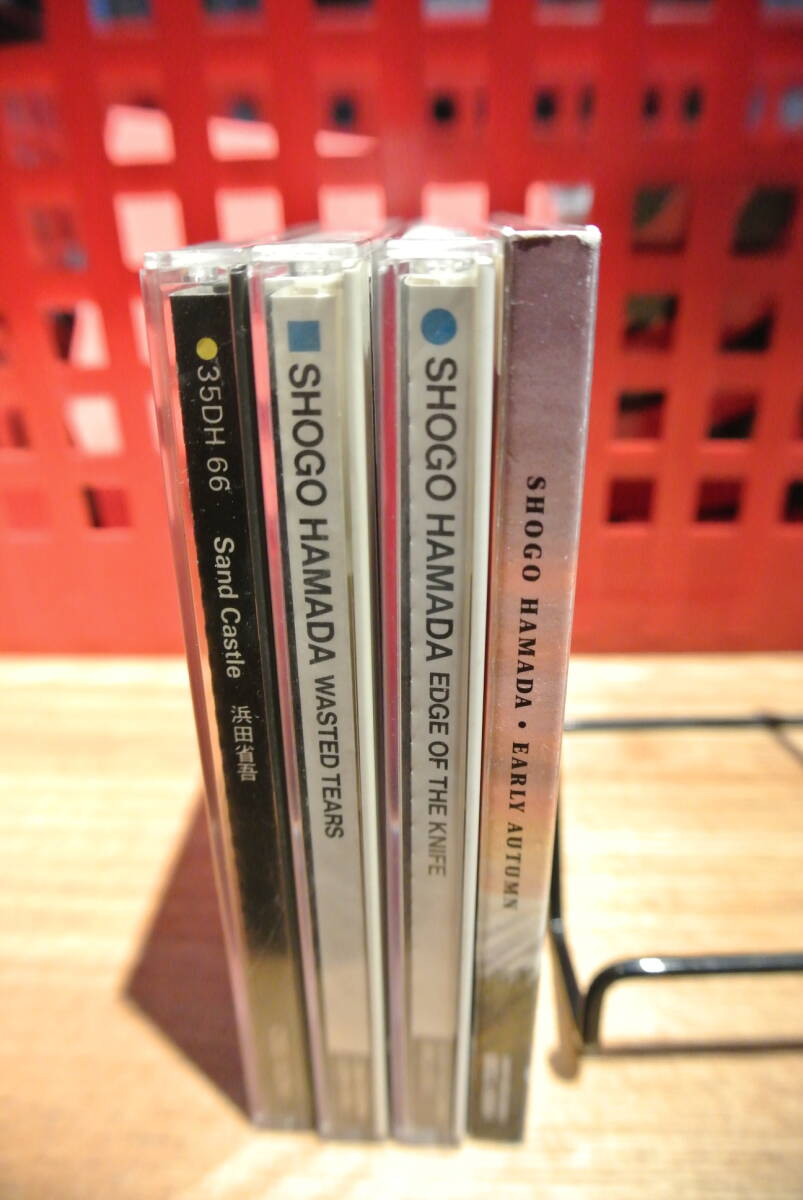 35DH 66 Sand Castle 浜田省吾
SHOGO HAMADA WASTED TEARS
SHOGO HAMADA EDGE OF THE KNIFE
SHOGO HAMADA • EARLY AUTUMN